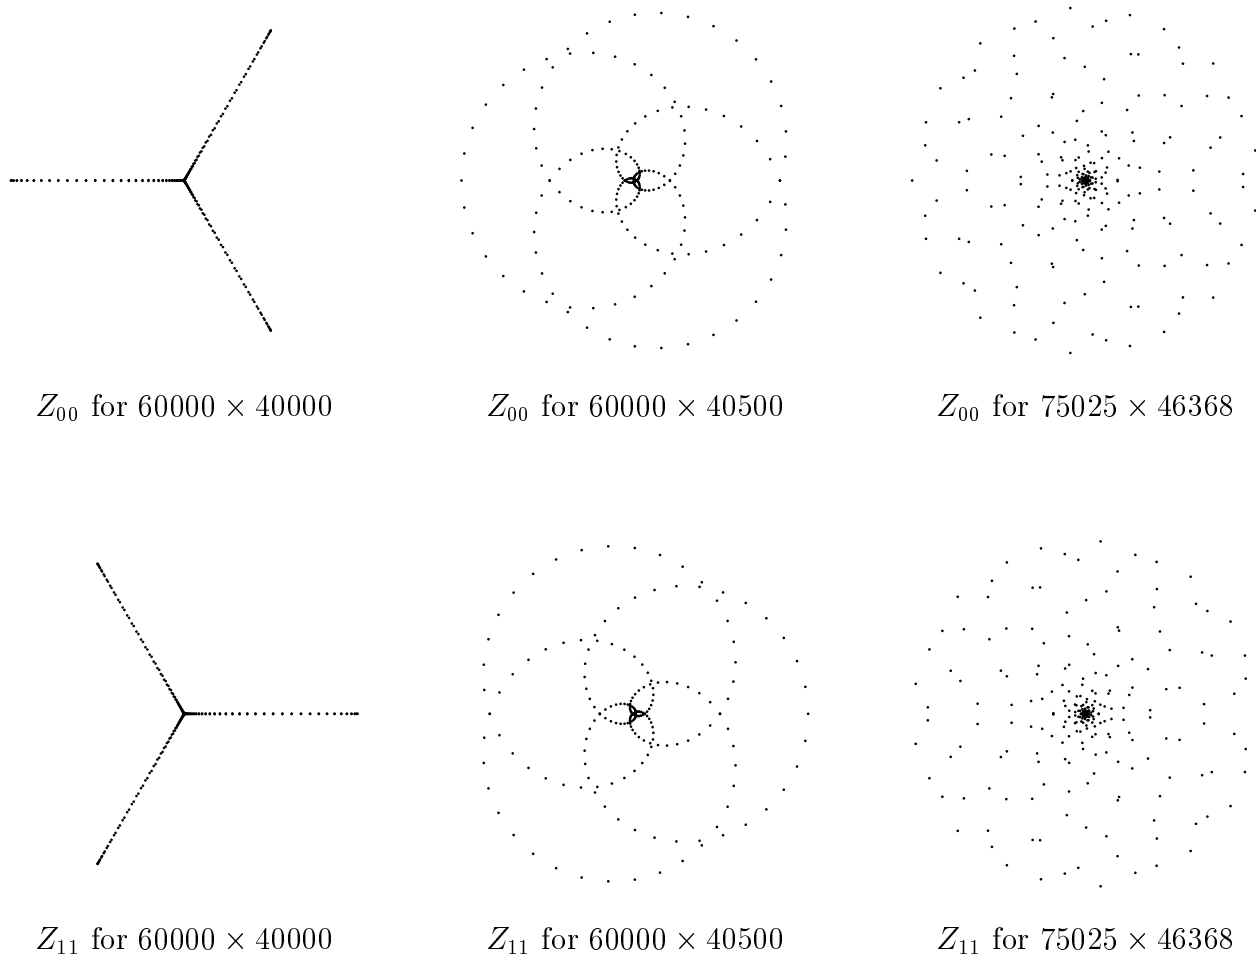 Z₀₀ for 60000 × 40000
Z₀₀ for 60000 × 40500
Z₀₀ for 75025 × 46368
Z₁₁ for 60000 × 40000
Z₁₁ for 60000 × 40500
Z₁₁ for 75025 × 46368